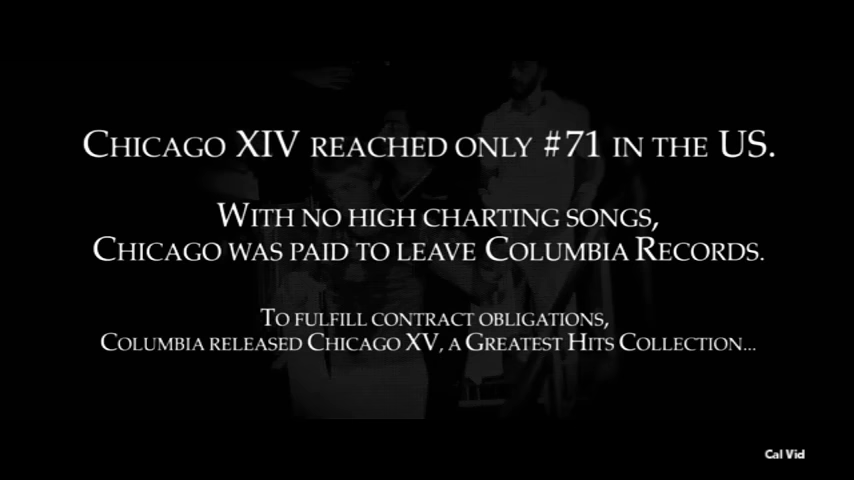 Chicago XIV reached only #71 in the US.
With no high charting songs,
Chicago was paid to leave Columbia Records.
To fulfill contract obligations,
Columbia released Chicago XV, a Greatest Hits Collection...
Cal Vid